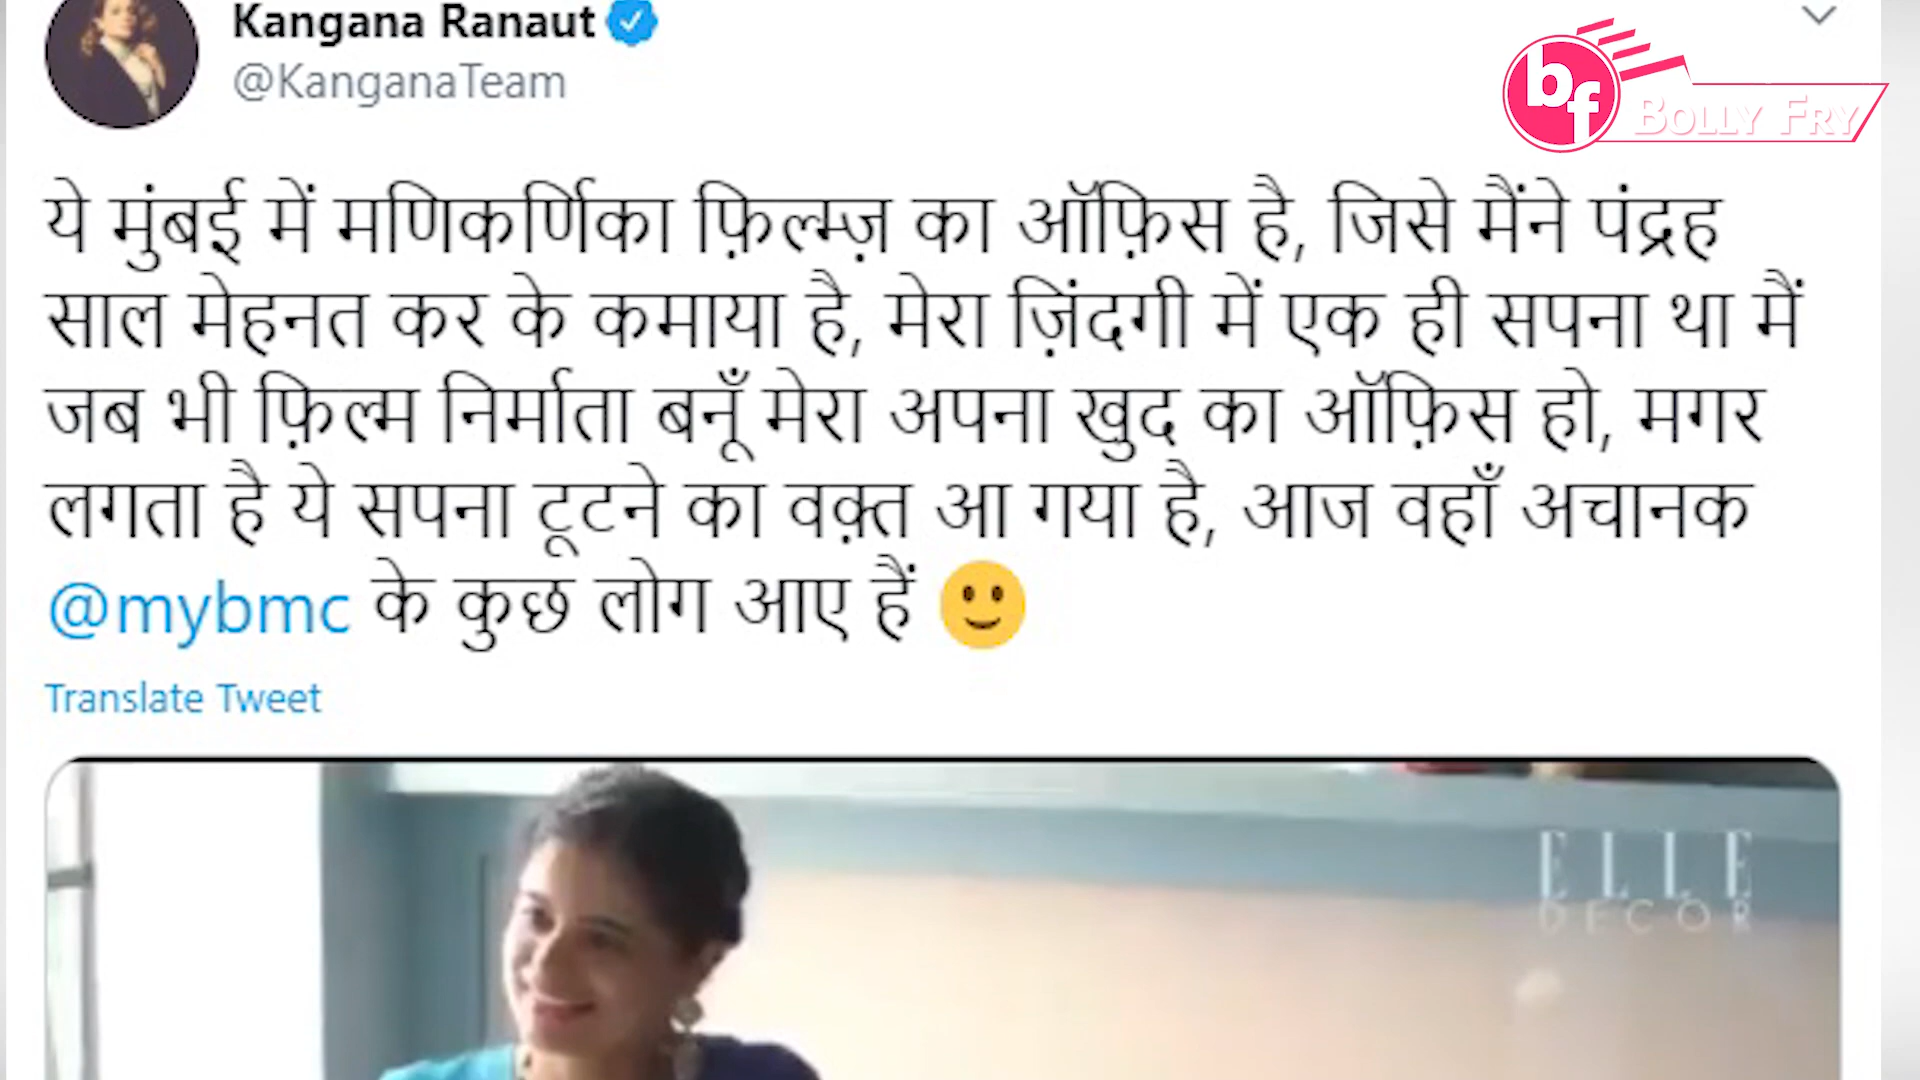 Kangana Ranaut
@KanganaTeam
bf BOLLY FRY
ये मुंबई में मणिकर्णिका फ़िल्म्ज़ का ऑफ़िस है, जिसे मैंने पंद्रह
साल मेहनत कर के कमाया है, मेरा ज़िंदगी में एक ही सपना था मैं
जब भी फ़िल्म निर्माता बनूँ मेरा अपना खुद का ऑफ़िस हो, मगर
लगता है ये सपना टूटने का वक़्त आ गया है, आज वहाँ अचानक
@mybmc के कुछ लोग आए हैं 🙂
Translate Tweet
ELLE
DECOR